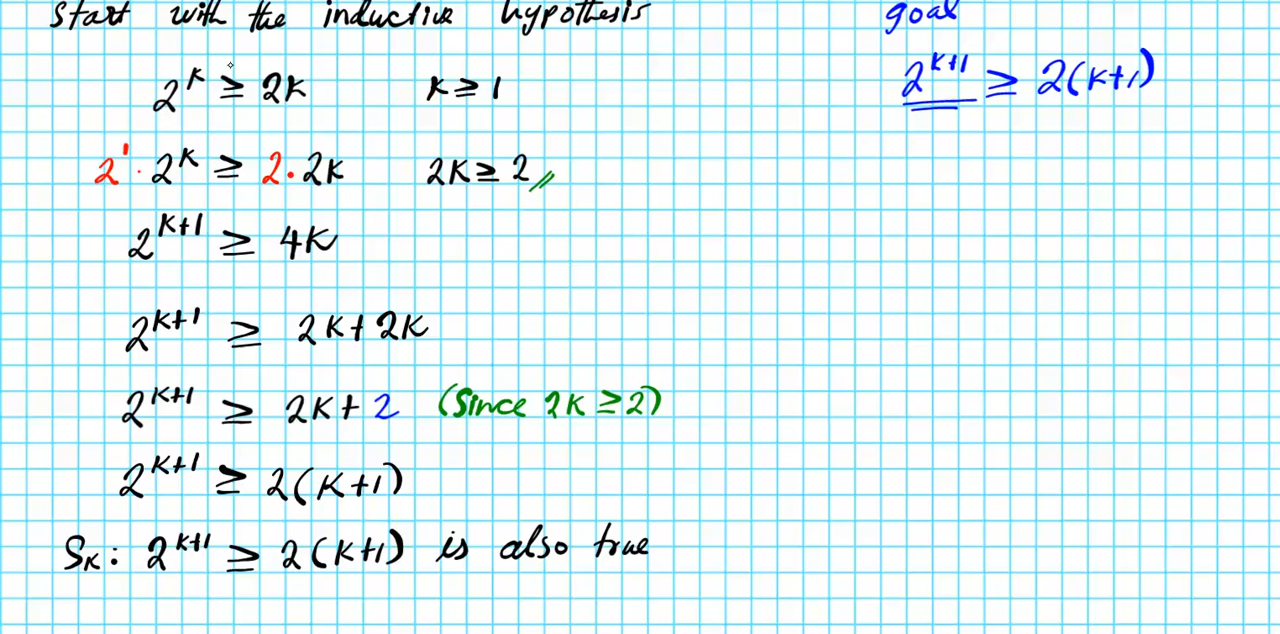 Start with the inductive hypothesis
2^k ≥ 2k   k ≥ 1
2^1 · 2^k ≥ 2 · 2k   2k ≥ 2 //
2^{k+1} ≥ 4k
2^{k+1} ≥ 2k + 2k
2^{k+1} ≥ 2k + 2 (Since 2k ≥ 2)
2^{k+1} ≥ 2(k+1)
S_k: 2^{k+1} ≥ 2(k+1) is also true
goal
2^{k+1} ≥ 2(k+1)